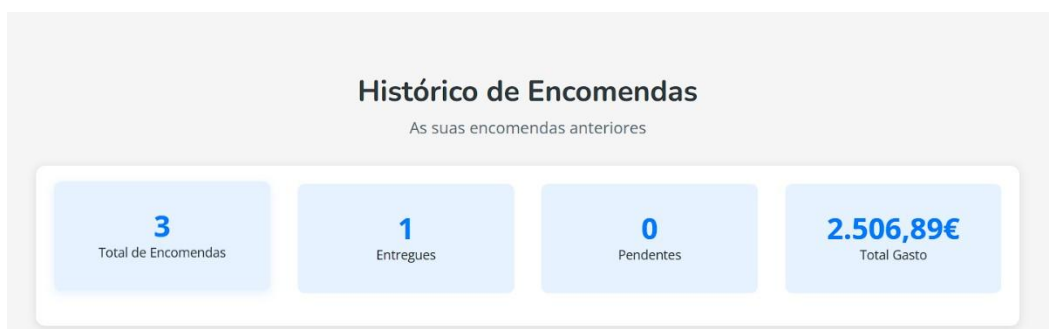 Histórico de Encomendas
As suas encomendas anteriores
3
Total de Encomendas
1
Entregues
0
Pendentes
2.506,89€
Total Gasto